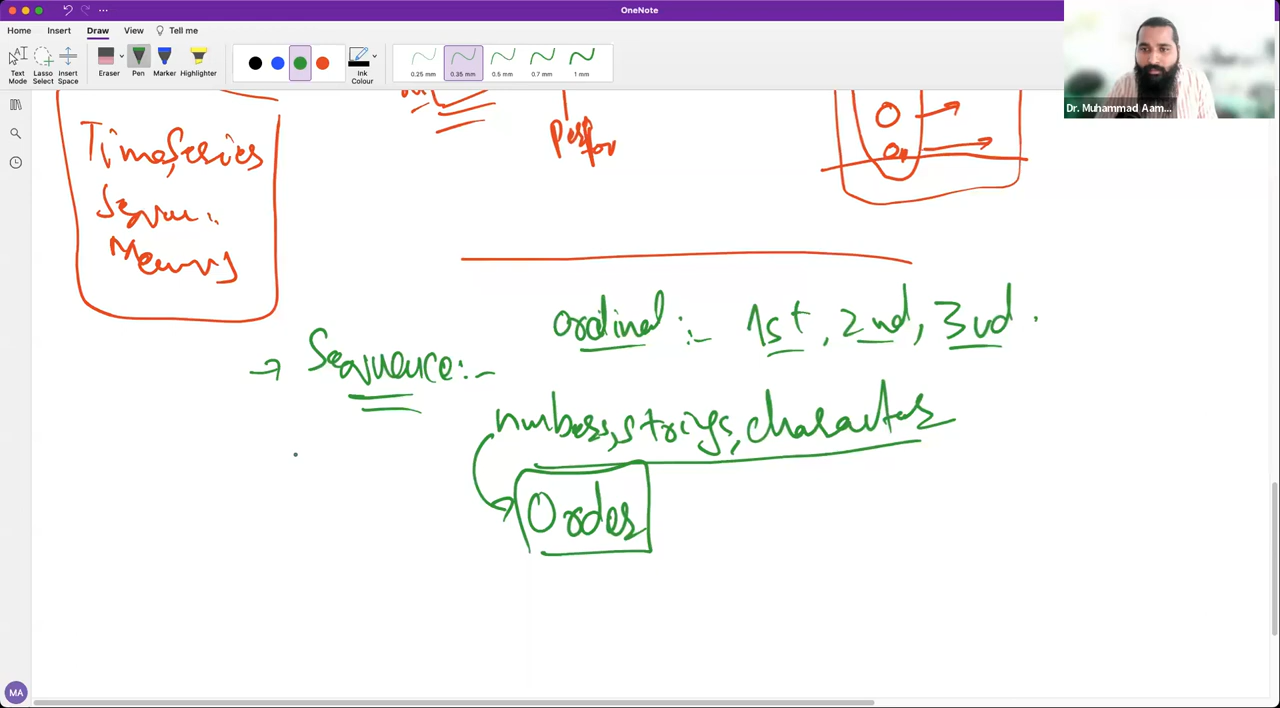 OneNote
Home Insert Draw View Tell me
Text Mode Lasso Select Insert Space Eraser Pen Marker Highlighter Ink Colour 0.25 mm 0.35 mm 0.5 mm 0.7 mm 1 mm
Dr. Muhammad Aam...
TimeSeries
Memory
ordinal :- 1st, 2nd, 3rd.
→ Sequence :-
numbers, strings, character
Order
MA